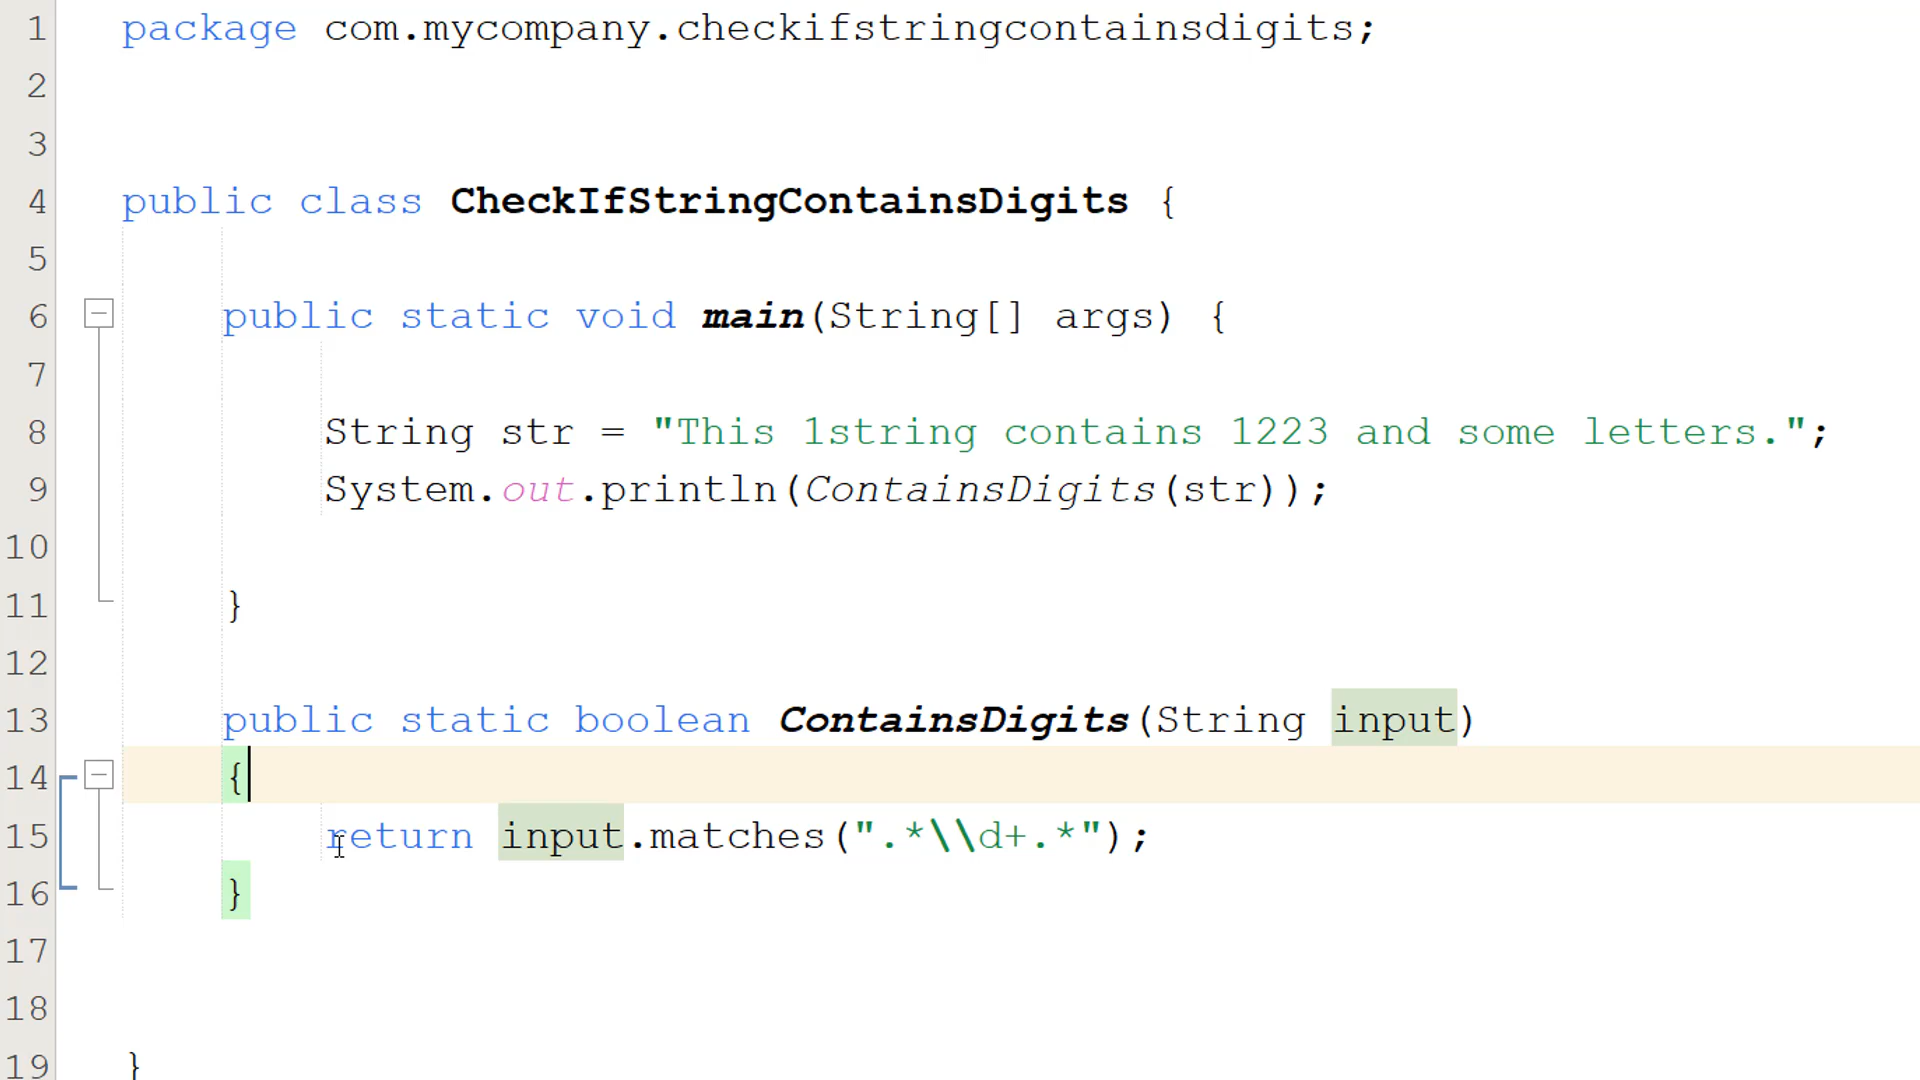 1 package com.mycompany.checkifstringcontainsdigits;
2
3
4 public class CheckIfStringContainsDigits {
5
6 public static void main(String[] args) {
7
8 String str = "This 1string contains 1223 and some letters.";
9 System.out.println(ContainsDigits(str));
10
11 }
12
13 public static boolean ContainsDigits(String input)
14 {
15 return input.matches(".*\\d+.*");
16 }
17
18
19 }